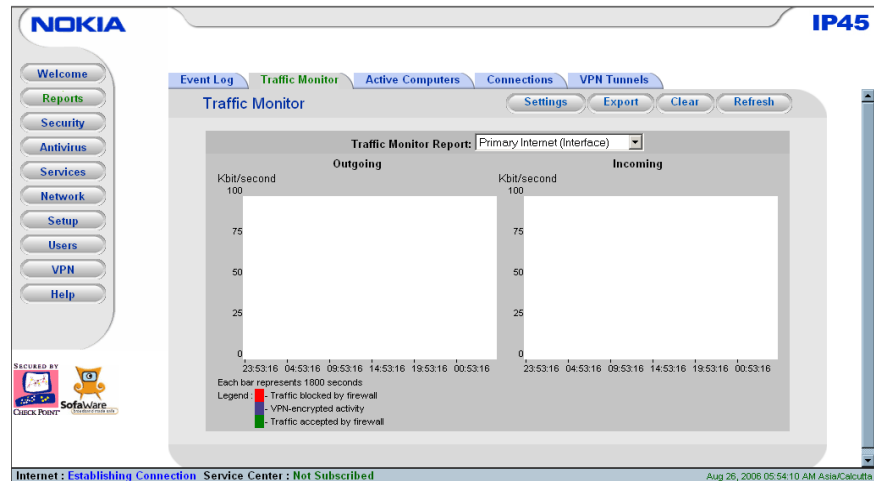 NOKIA
IP45
Welcome
Reports
Security
Antivirus
Services
Network
Setup
Users
VPN
Help
SECURED BY
CHECK POINT
SofaWare
Event Log Traffic Monitor Active Computers Connections VPN Tunnels
Traffic Monitor
Settings Export Clear Refresh
Traffic Monitor Report: Primary Internet (Interface)
Outgoing
Kbit/second
100
75
50
25
0
23:53:16 04:53:16 09:53:16 14:53:16 19:53:16 00:53:16
Incoming
Kbit/second
100
75
50
25
0
23:53:16 04:53:16 09:53:16 14:53:16 19:53:16 00:53:16
Each bar represents 1800 seconds
Legend : - Traffic blocked by firewall
- VPN-encrypted activity
- Traffic accepted by firewall
Internet : Establishing Connection Service Center : Not Subscribed
Aug 26, 2006 05:54:10 AM Asia/Calcutta